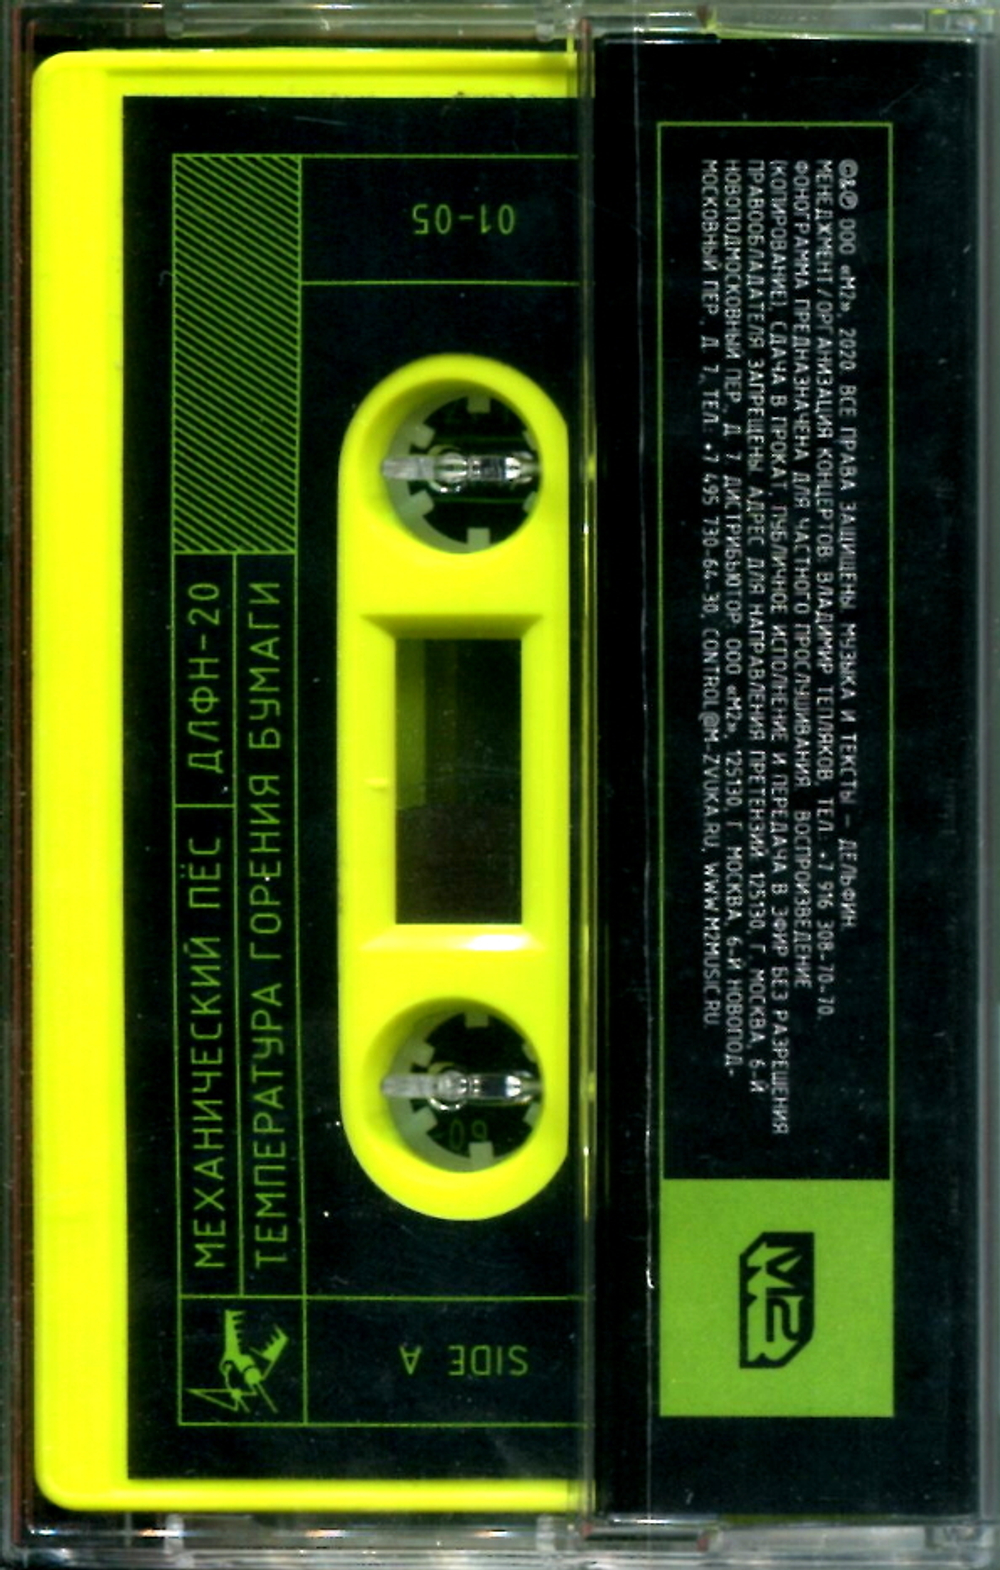 МЕХАНИЧЕСКИЙ ПЁС
ДЛФН-20
ТЕМПЕРАТУРА ГОРЕНИЯ БУМАГИ
01-05
SIDE A
60
©&℗ ООО «М2», 2020. ВСЕ ПРАВА ЗАЩИЩЕНЫ. МУЗЫКА И ТЕКСТЫ — ДЕЛЬФИН.
МЕНЕДЖМЕНТ/ОРГАНИЗАЦИЯ КОНЦЕРТОВ: ВЛАДИМИР ТЕПЛЯКОВ. ТЕЛ. +7 916 308-70-70.
ФОНОГРАММА ПРЕДНАЗНАЧЕНА ДЛЯ ЧАСТНОГО ПРОСЛУШИВАНИЯ. ВОСПРОИЗВЕДЕНИЕ
(КОПИРОВАНИЕ), СДАЧА В ПРОКАТ, ПУБЛИЧНОЕ ИСПОЛНЕНИЕ И ПЕРЕДАЧА В ЭФИР БЕЗ РАЗРЕШЕНИЯ
ПРАВООБЛАДАТЕЛЯ ЗАПРЕЩЕНЫ. АДРЕС ДЛЯ НАПРАВЛЕНИЯ ПРЕТЕНЗИЙ: 125130, Г. МОСКВА, 6-Й
НОВОПОДМОСКОВНЫЙ ПЕР., Д. 7. ДИСТРИБЬЮТОР: ООО «М2», 125130, Г. МОСКВА, 6-Й НОВОПОД-
МОСКОВНЫЙ ПЕР., Д. 7, ТЕЛ.: +7 495 730-64-30, CONTROL@M-ZVUKA.RU, WWW.M2MUSIC.RU
M2